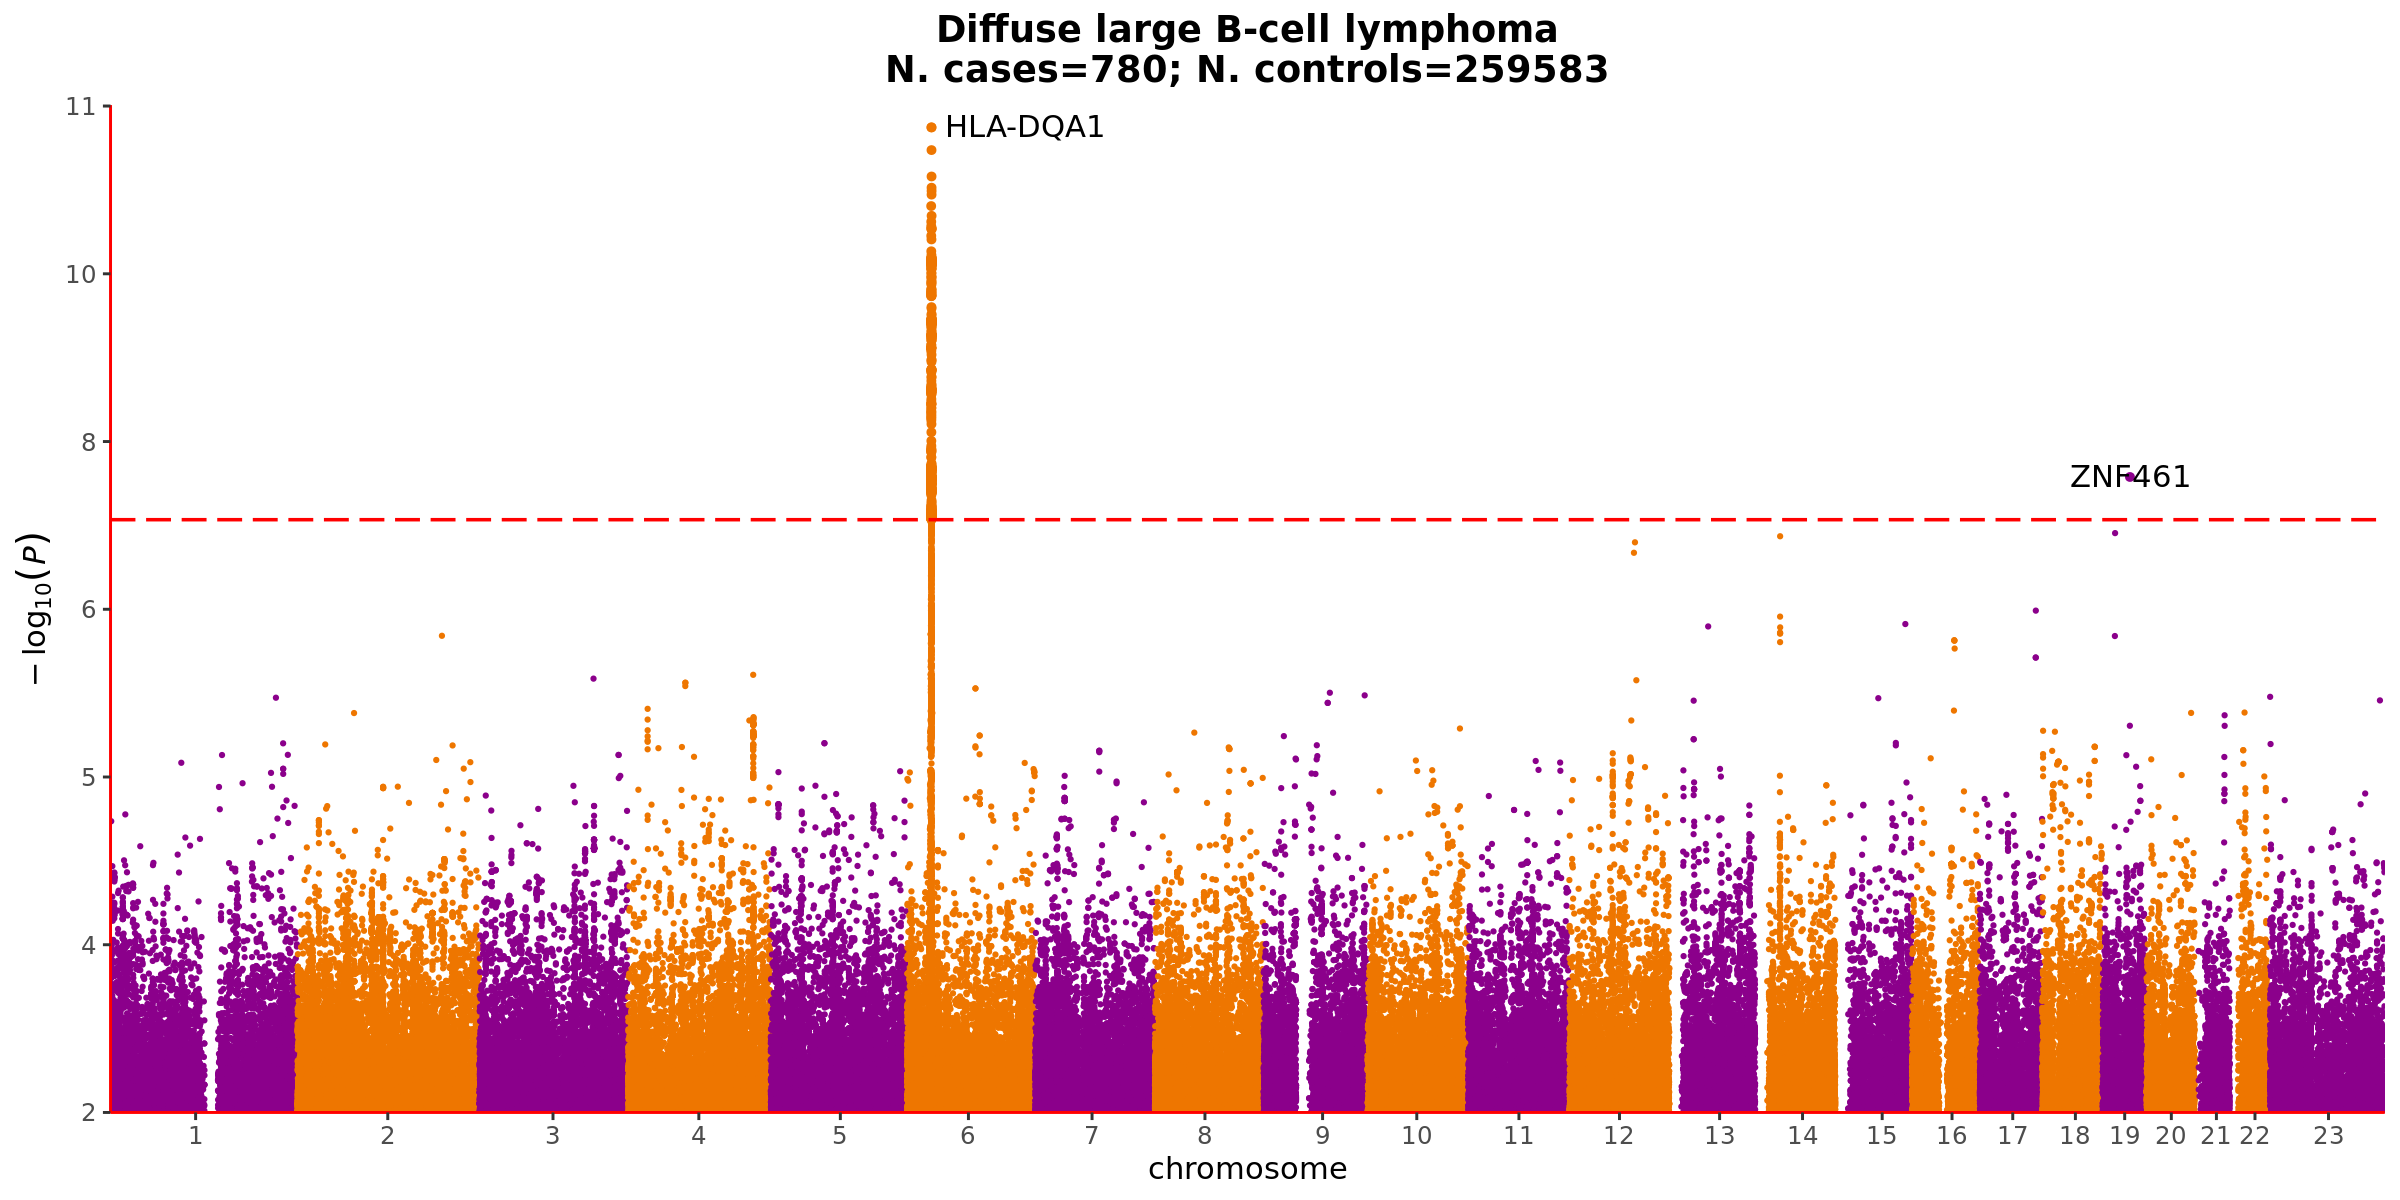 Diffuse large B-cell lymphoma
N. cases=780; N. controls=259583
11
HLA-DQA1
10
8
ZNF461
−log10(P)
6
5
4
2
1 2 3 4 5 6 7 8 9 10 11 12 13 14 15 16 17 18 19 20 21 22 23
chromosome